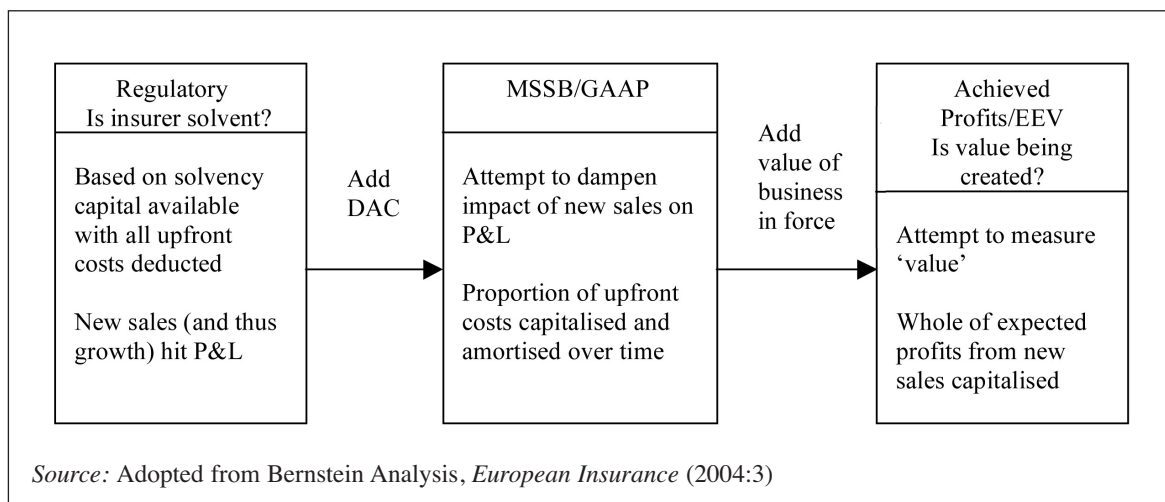 Regulatory
Is insurer solvent?
Based on solvency
capital available
with all upfront
costs deducted
New sales (and thus
growth) hit P&L
Add
DAC
MSSB/GAAP
Attempt to dampen
impact of new sales on
P&L
Proportion of upfront
costs capitalised and
amortised over time
Add
value of
business
in force
Achieved
Profits/EEV
Is value being
created?
Attempt to measure
‘value’
Whole of expected
profits from new
sales capitalised
Source: Adopted from Bernstein Analysis, European Insurance (2004:3)